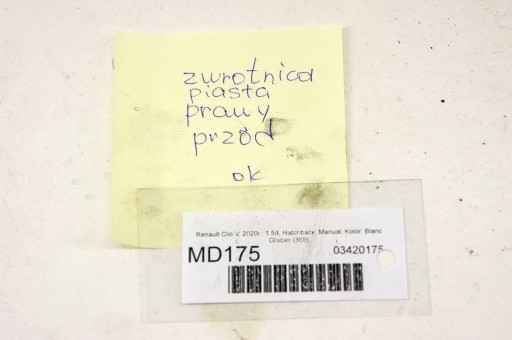 zwrotnica
piasta
prawy
przód
ok
Renault Clio V, 2020r., 1.5d, Hatchback, Manual, Kolor: Blanc
Glacier (369)
MD175 03420175